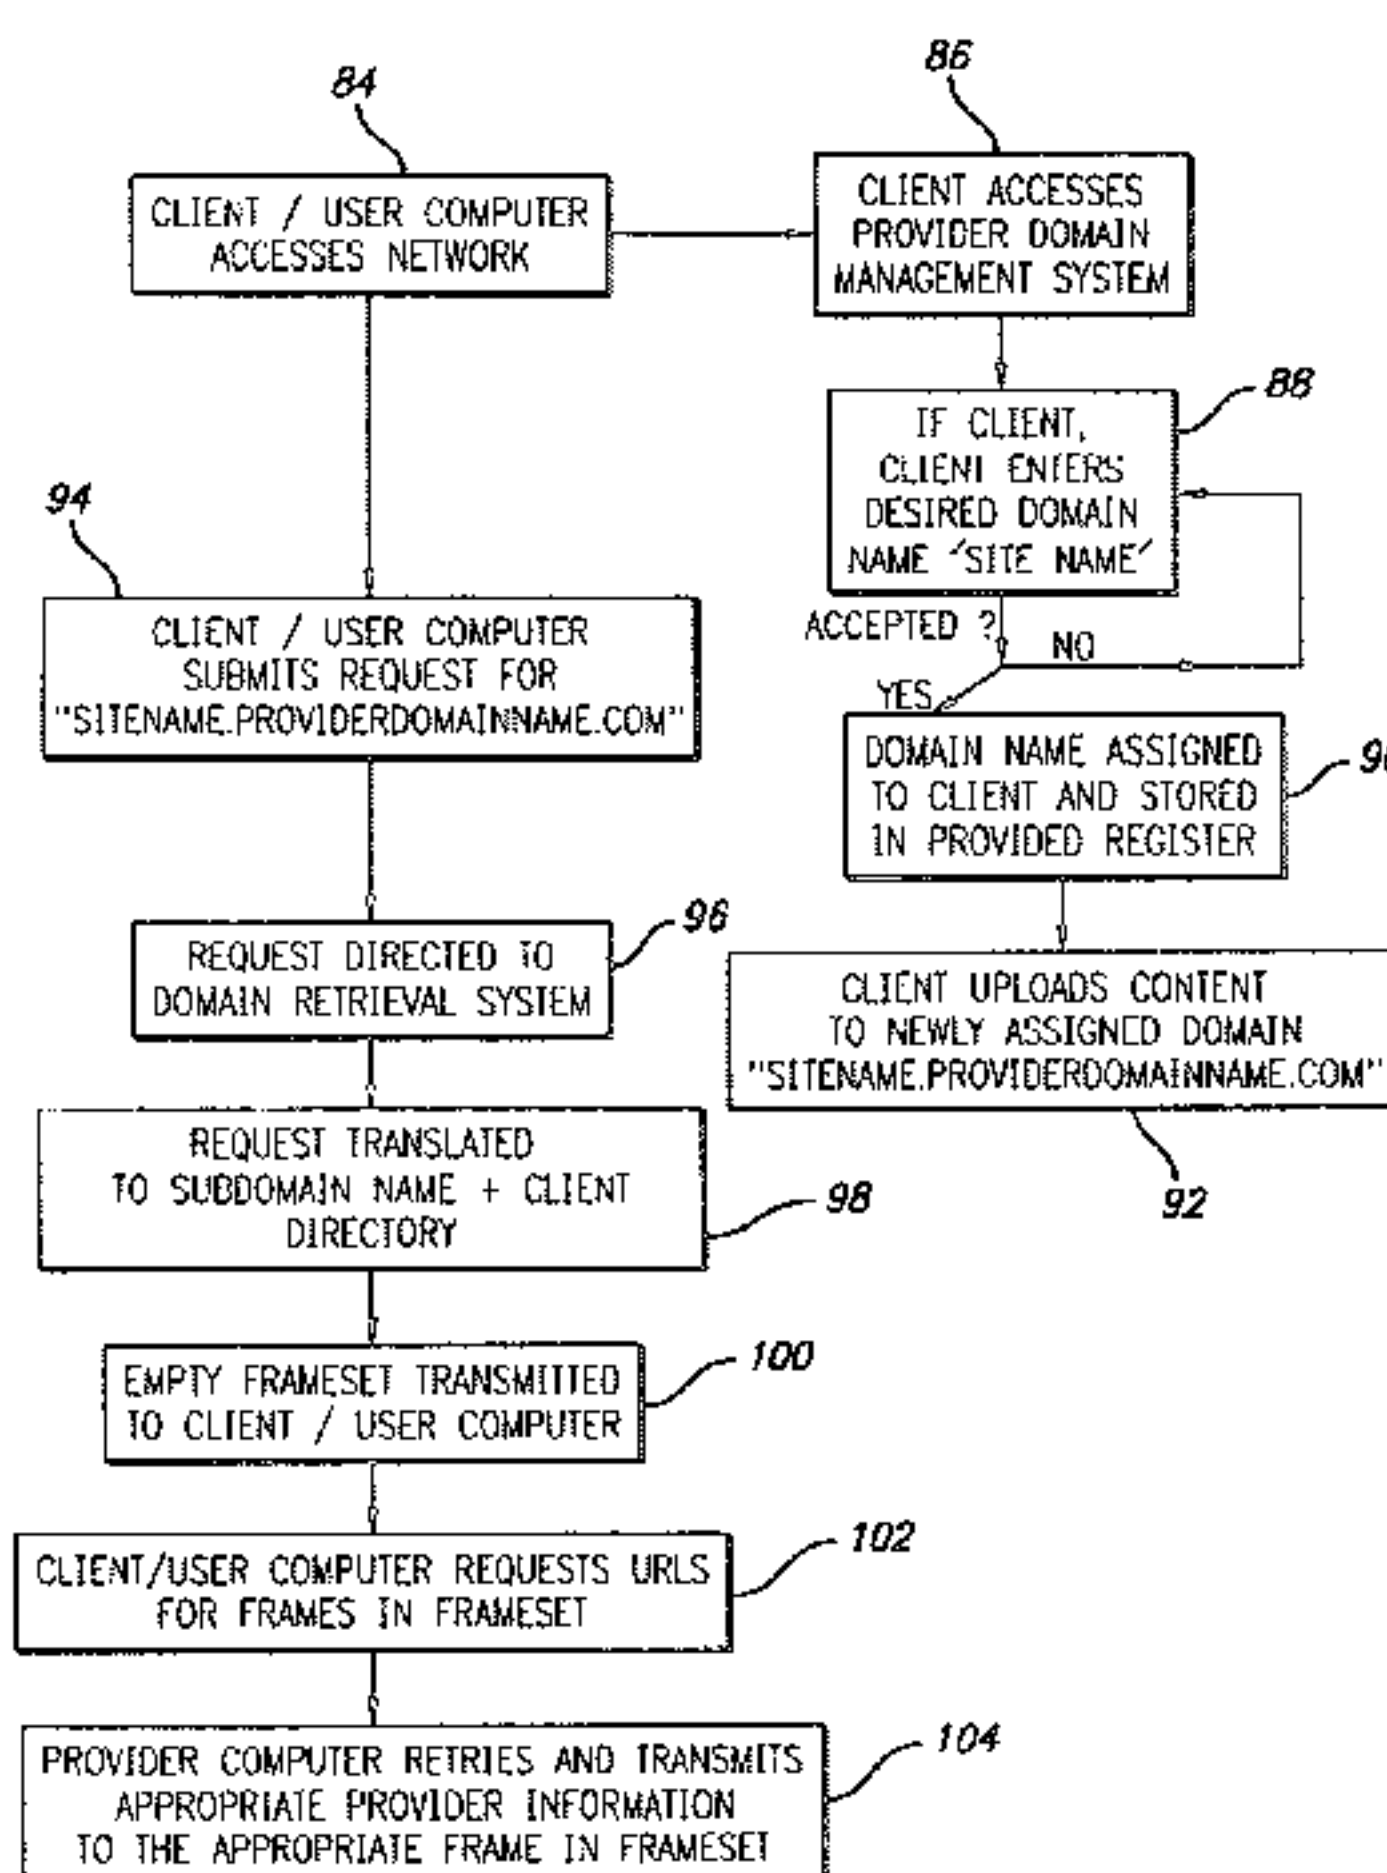 84
CLIENT / USER COMPUTER
ACCESSES NETWORK
86
CLIENT ACCESSES
PROVIDER DOMAIN
MANAGEMENT SYSTEM
88
IF CLIENT,
CLIENT ENTERS
DESIRED DOMAIN
NAME ´SITE NAME´
ACCEPTED ?
NO
YES
DOMAIN NAME ASSIGNED
TO CLIENT AND STORED
IN PROVIDED REGISTER
CLIENT UPLOADS CONTENT
TO NEWLY ASSIGNED DOMAIN
"SITENAME.PROVIDERDOMAINNAME.COM"
92
94
CLIENT / USER COMPUTER
SUBMITS REQUEST FOR
"SITENAME.PROVIDERDOMAINNAME.COM"
96
REQUEST DIRECTED TO
DOMAIN RETRIEVAL SYSTEM
REQUEST TRANSLATED
TO SUBDOMAIN NAME + CLIENT
DIRECTORY
98
100
EMPTY FRAMESET TRANSMITTED
TO CLIENT / USER COMPUTER
102
CLIENT/USER COMPUTER REQUESTS URLS
FOR FRAMES IN FRAMESET
104
PROVIDER COMPUTER RETRIES AND TRANSMITS
APPROPRIATE PROVIDER INFORMATION
TO THE APPROPRIATE FRAME IN FRAMESET